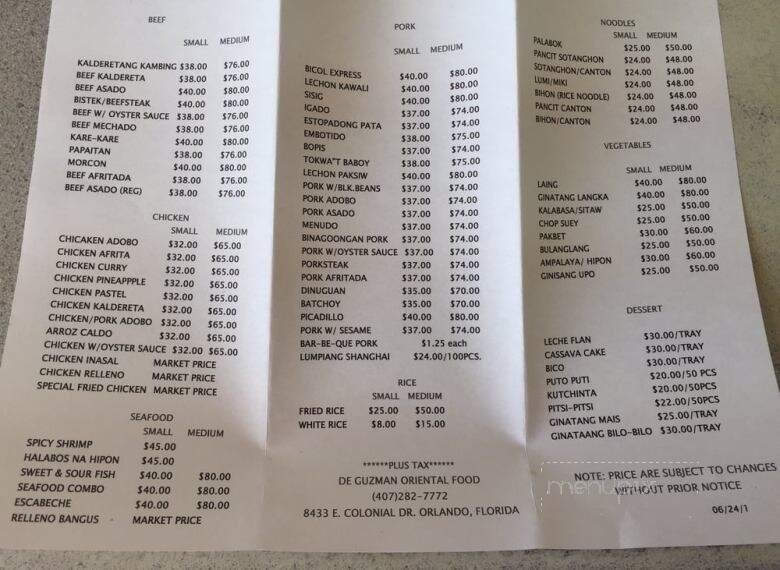 BEEF
SMALL MEDIUM
KALDERETANG KAMBING $38.00 $76.00
BEEF KALDERETA $38.00 $76.00
BEEF ASADO $40.00 $80.00
BISTEK/BEEFSTEAK $40.00 $80.00
BEEF W/ OYSTER SAUCE $38.00 $76.00
BEEF MECHADO $38.00 $76.00
KARE-KARE $40.00 $80.00
PAPAITAN $38.00 $76.00
MORCON $40.00 $80.00
BEEF AFRITADA $38.00 $76.00
BEEF ASADO (REG) $38.00 $76.00
CHICKEN
SMALL MEDIUM
CHICAKEN ADOBO $32.00 $65.00
CHICKEN AFRITA $32.00 $65.00
CHICKEN CURRY $32.00 $65.00
CHICKEN PINEAPPPLE $32.00 $65.00
CHICKEN PASTEL $32.00 $65.00
CHICKEN KALDERETA $32.00 $65.00
CHICKEN/PORK ADOBO $32.00 $65.00
ARROZ CALDO $32.00 $65.00
CHICKEN W/OYSTER SAUCE $32.00 $65.00
CHICKEN INASAL MARKET PRICE
CHICKEN RELLENO MARKET PRICE
SPECIAL FRIED CHICKEN MARKET PRICE
SEAFOOD
SMALL MEDIUM
SPICY SHRIMP $45.00
HALABOS NA HIPON $45.00
SWEET & SOUR FISH $40.00 $80.00
SEAFOOD COMBO $40.00 $80.00
ESCABECHE $40.00 $80.00
RELLENO BANGUS MARKET PRICE
PORK
SMALL MEDIUM
BICOL EXPRESS $40.00 $80.00
LECHON KAWALI $40.00 $80.00
SISIG $40.00 $80.00
IGADO $37.00 $74.00
ESTOPADONG PATA $37.00 $74.00
EMBOTIDO $38.00 $75.00
BOPIS $37.00 $74.00
TOKWA"T BABOY $38.00 $75.00
LECHON PAKSIW $40.00 $80.00
PORK W/BLK.BEANS $37.00 $74.00
PORK ADOBO $37.00 $74.00
PORK ASADO $37.00 $74.00
MENUDO $37.00 $74.00
BINAGOONGAN PORK $37.00 $74.00
PORK W/OYSTER SAUCE $37.00 $74.00
PORKSTEAK $37.00 $74.00
PORK AFRITADA $37.00 $74.00
DINUGUAN $35.00 $70.00
BATCHOY $35.00 $70.00
PICADILLO $40.00 $80.00
PORK W/ SESAME $37.00 $74.00
BAR-BE-QUE PORK $1.25 each
LUMPIANG SHANGHAI $24.00/100PCS.
RICE
SMALL MEDIUM
FRIED RICE $25.00 $50.00
WHITE RICE $8.00 $15.00
******PLUS TAX******
DE GUZMAN ORIENTAL FOOD
(407)282-7772
8433 E. COLONIAL DR. ORLANDO, FLORIDA
NOODLES
SMALL MEDIUM
PALABOK $25.00 $50.00
PANCIT SOTANGHON $24.00 $48.00
SOTANGHON/CANTON $24.00 $48.00
LUMI/MIKI $24.00 $48.00
BIHON (RICE NOODLE) $24.00 $48.00
PANCIT CANTON $24.00 $48.00
BIHON/CANTON $24.00 $48.00
VEGETABLES
SMALL MEDIUM
LAING $40.00 $80.00
GINATANG LANGKA $40.00 $80.00
KALABASA/SITAW $25.00 $50.00
CHOP SUEY $25.00 $50.00
PAKBET $30.00 $60.00
BULANGLANG $25.00 $50.00
AMPALAYA/ HIPON $30.00 $60.00
GINISANG UPO $25.00 $50.00
DESSERT
LECHE FLAN $30.00/TRAY
CASSAVA CAKE $30.00/TRAY
BICO $30.00/TRAY
PUTO PUTI $20.00/50 PCS
KUTCHINTA $20.00/50PCS
PITSI-PITSI $22.00/50PCS
GINATANG MAIS $25.00/TRAY
GINATAANG BILO-BILO $30.00/TRAY
NOTE: PRICE ARE SUBJECT TO CHANGES
WITHOUT PRIOR NOTICE
06/24/1